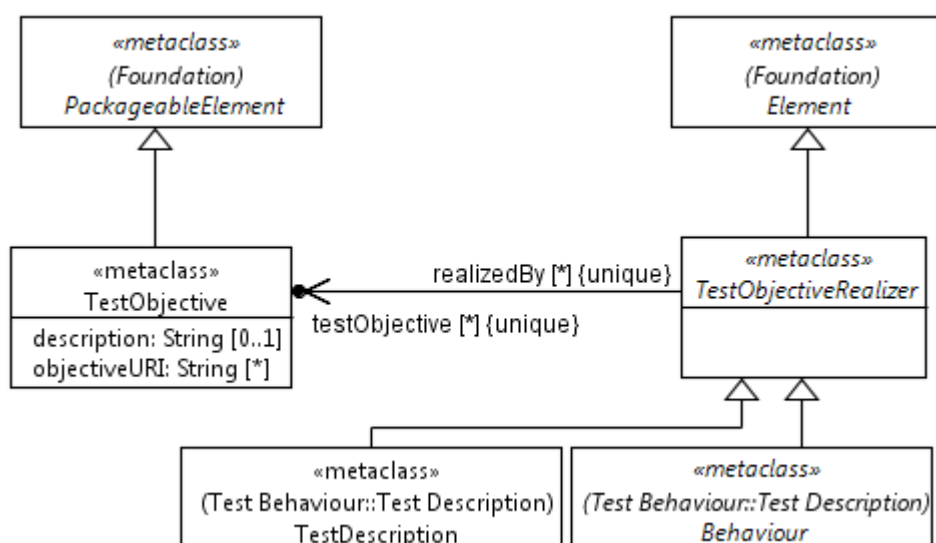 «metaclass»
(Foundation)
PackageableElement
«metaclass»
(Foundation)
Element
«metaclass»
TestObjective
description: String [0..1]
objectiveURI: String [*]
realizedBy [*] {unique}
testObjective [*] {unique}
«metaclass»
TestObjectiveRealizer
«metaclass»
(Test Behaviour::Test Description)
TestDescription
«metaclass»
(Test Behaviour::Test Description)
Behaviour